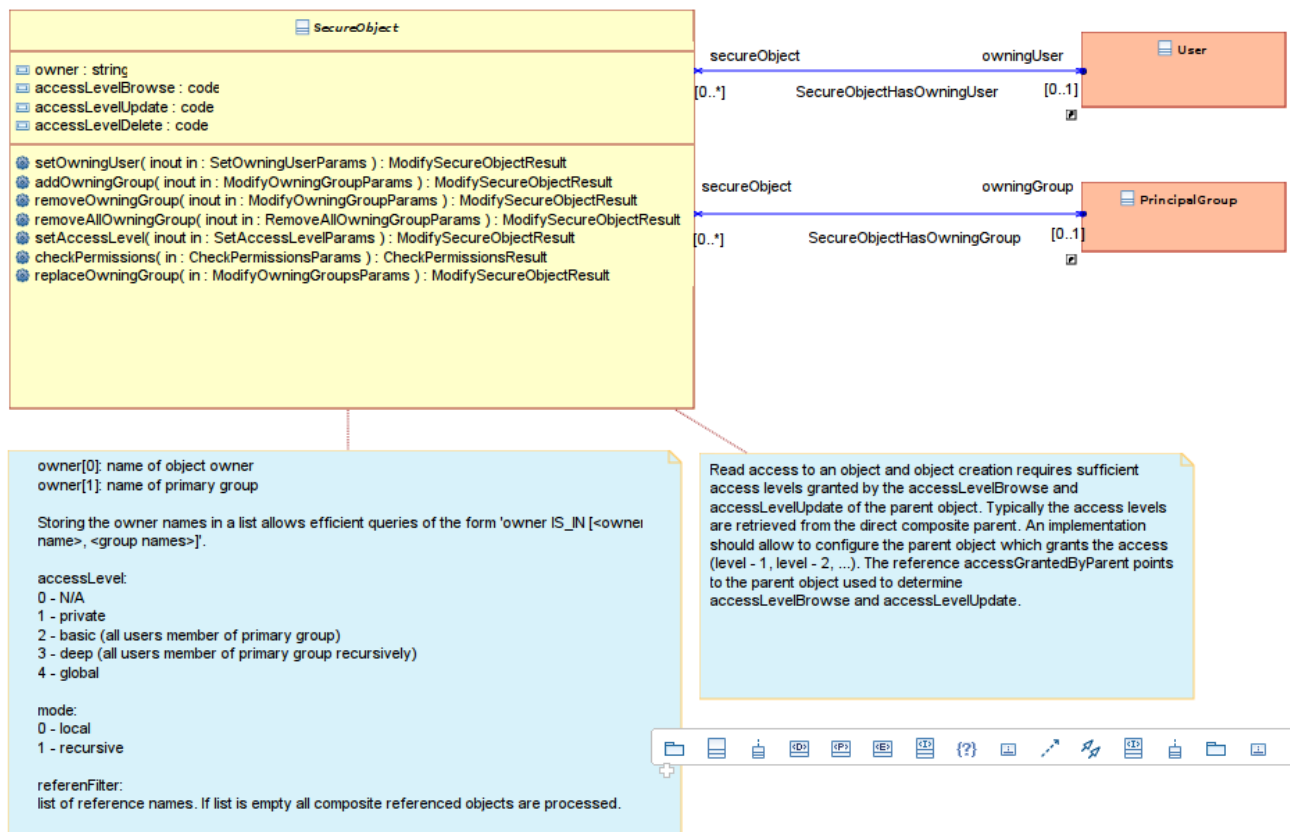 SecureObject
owner : string
accessLevelBrowse : code
accessLevelUpdate : code
accessLevelDelete : code
setOwningUser( inout in : SetOwningUserParams ) : ModifySecureObjectResult
addOwningGroup( inout in : ModifyOwningGroupParams ) : ModifySecureObjectResult
removeOwningGroup( inout in : ModifyOwningGroupParams ) : ModifySecureObjectResult
removeAllOwningGroup( inout in : RemoveAllOwningGroupParams ) : ModifySecureObjectResult
setAccessLevel( inout in : SetAccessLevelParams ) : ModifySecureObjectResult
checkPermissions( in : CheckPermissionsParams ) : CheckPermissionsResult
replaceOwningGroup( in : ModifyOwningGroupsParams ) : ModifySecureObjectResult
secureObject owningUser
[0..*] SecureObjectHasOwningUser [0..1]
User
secureObject owningGroup
[0..*] SecureObjectHasOwningGroup [0..1]
PrincipalGroup
owner[0]: name of object owner
owner[1]: name of primary group
Storing the owner names in a list allows efficient queries of the form 'owner IS_IN [<owner
name>, <group names>]'.
accessLevel:
0 - N/A
1 - private
2 - basic (all users member of primary group)
3 - deep (all users member of primary group recursively)
4 - global
mode:
0 - local
1 - recursive
referenFilter:
list of reference names. If list is empty all composite referenced objects are processed.
Read access to an object and object creation requires sufficient
access levels granted by the accessLevelBrowse and
accessLevelUpdate of the parent object. Typically the access levels
are retrieved from the direct composite parent. An implementation
should allow to configure the parent object which grants the access
(level - 1, level - 2, ...). The reference accessGrantedByParent points
to the parent object used to determine
accessLevelBrowse and accessLevelUpdate.
<D> <P> <E> <I> {?} <I>